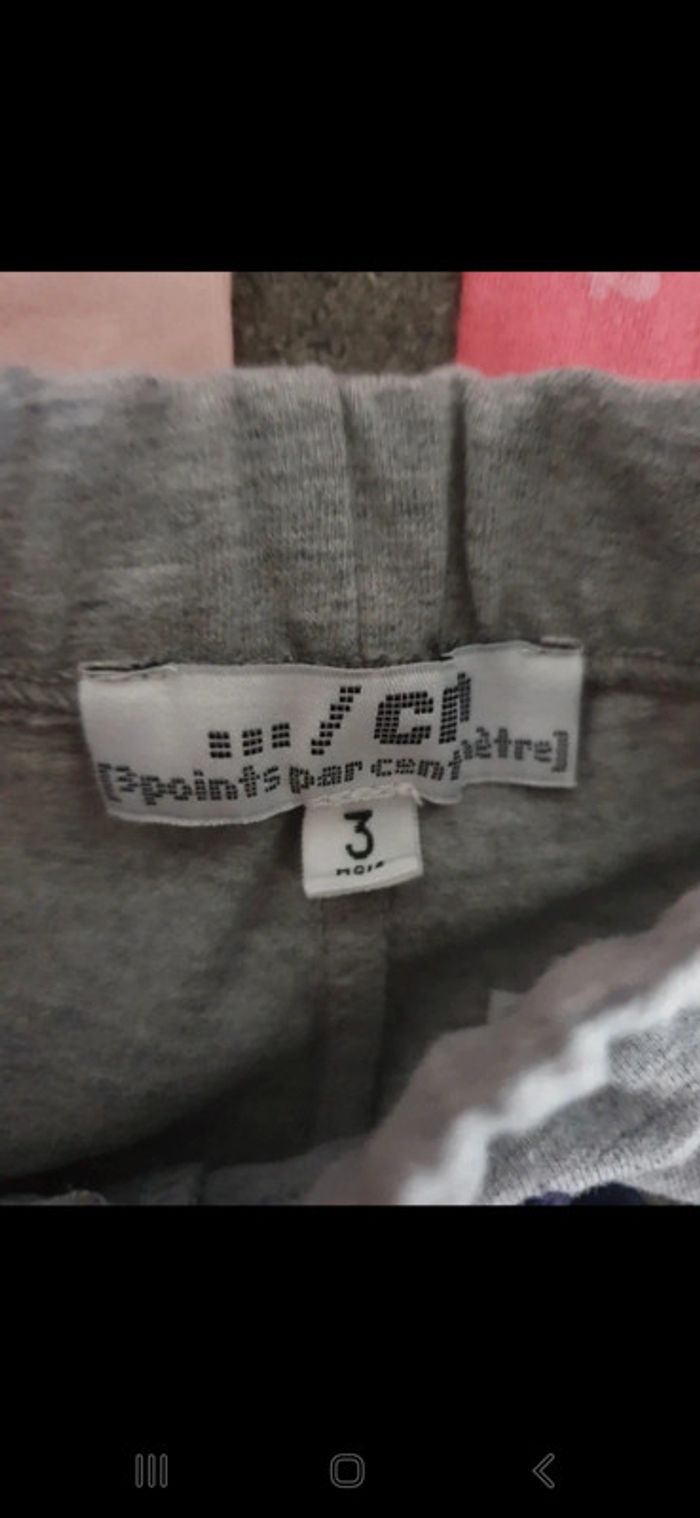 .../cm
(3points par centimètre)
3
MOIS